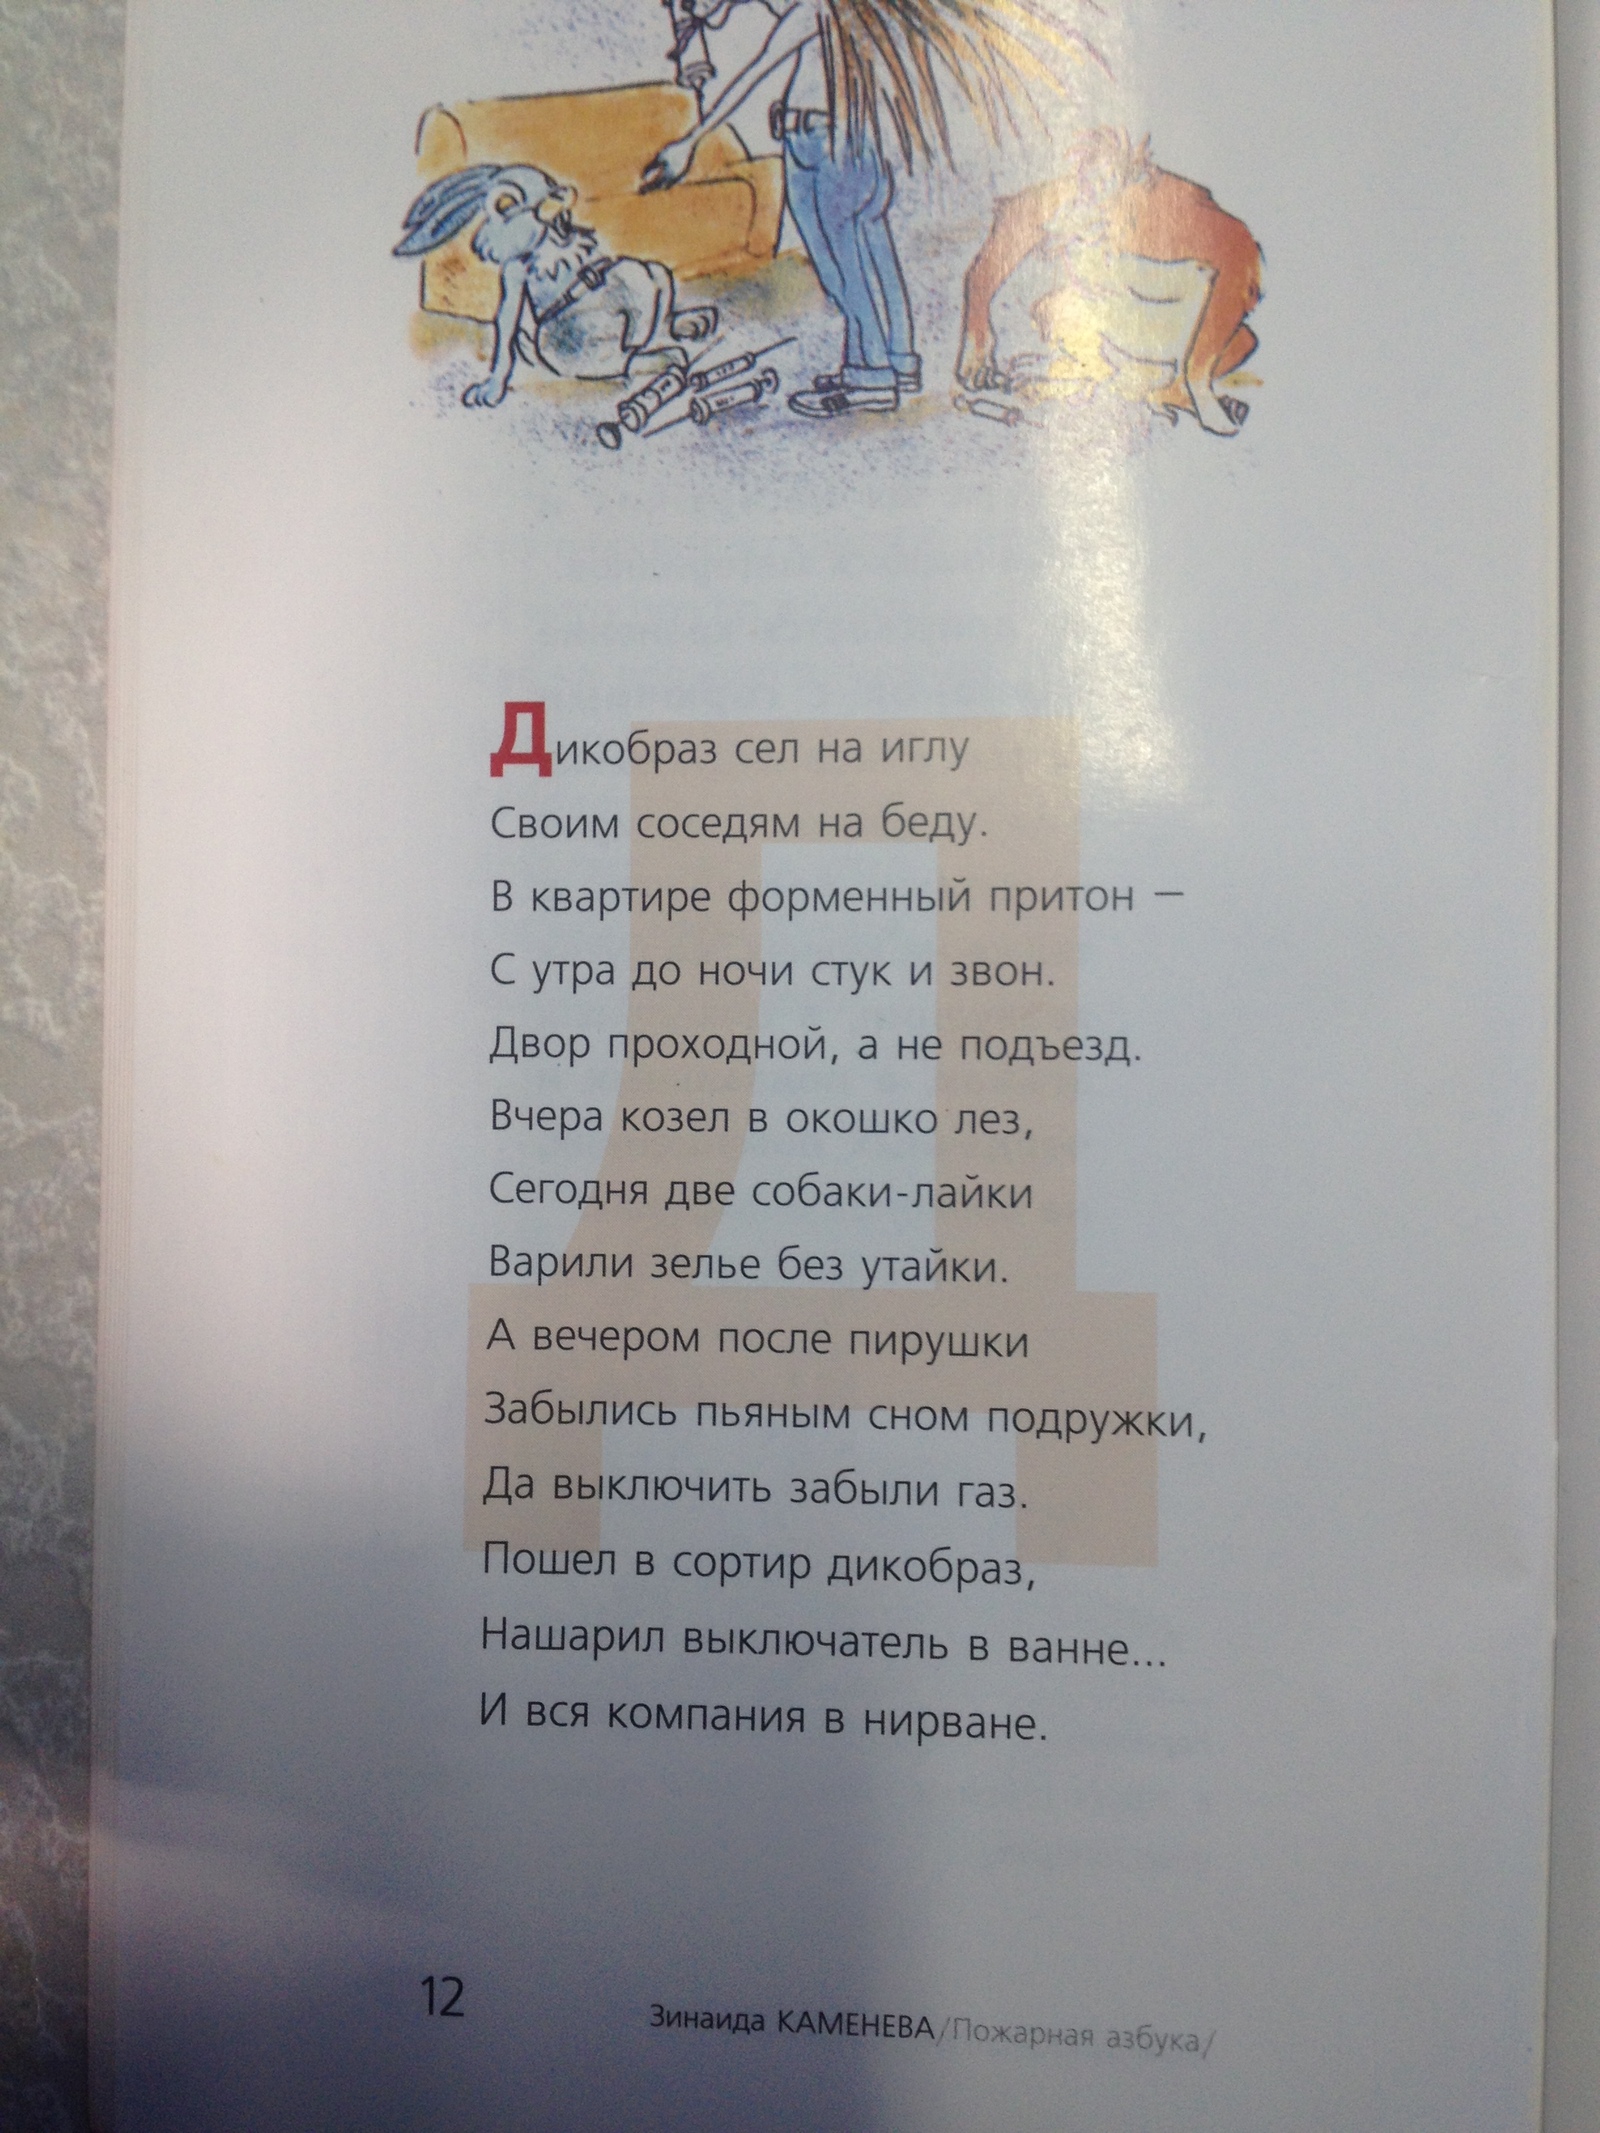 Дикобраз сел на иглу
Своим соседям на беду.
В квартире форменный притон —
С утра до ночи стук и звон.
Двор проходной, а не подъезд.
Вчера козел в окошко лез,
Сегодня две собаки-лайки
Варили зелье без утайки.
А вечером после пирушки
Забылись пьяным сном подружки,
Да выключить забыли газ.
Пошел в сортир дикобраз,
Нашарил выключатель в ванне...
И вся компания в нирване.
12
Зинаида КАМЕНЕВА/Пожарная азбука/